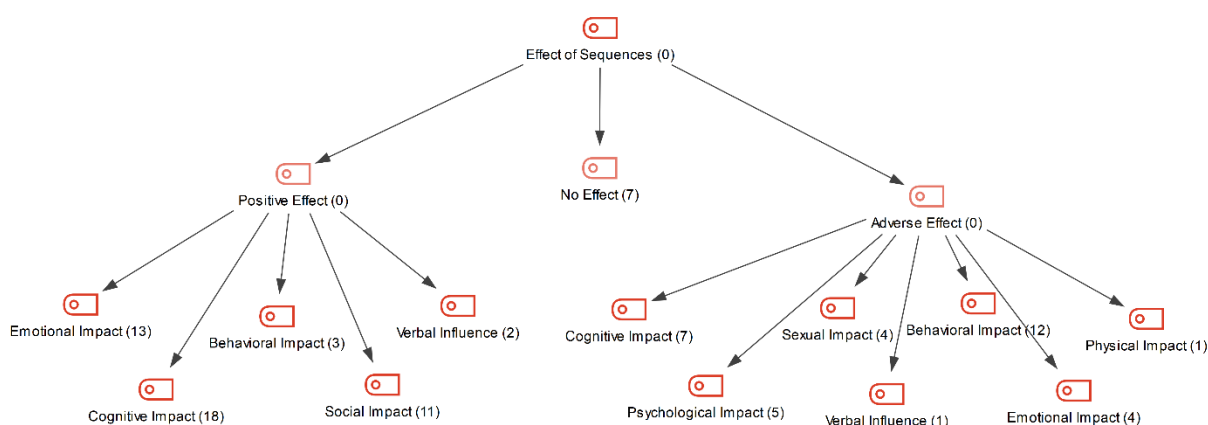 Effect of Sequences (0)
Positive Effect (0)
No Effect (7)
Adverse Effect (0)
Emotional Impact (13)
Behavioral Impact (3)
Verbal Influence (2)
Cognitive Impact (18)
Social Impact (11)
Cognitive Impact (7)
Sexual Impact (4)
Behavioral Impact (12)
Physical Impact (1)
Psychological Impact (5)
Verbal Influence (1)
Emotional Impact (4)